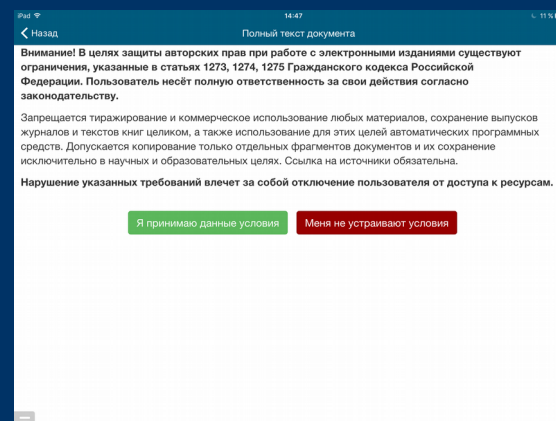 iPad 14:47 11 %
Назад Полный текст документа
Внимание! В целях защиты авторских прав при работе с электронными изданиями существуют
ограничения, указанные в статьях 1273, 1274, 1275 Гражданского кодекса Российской
Федерации. Пользователь несёт полную ответственность за свои действия согласно
законодательству.
Запрещается тиражирование и коммерческое использование любых материалов, сохранение выпусков
журналов и текстов книг целиком, а также использование для этих целей автоматических программных
средств. Допускается копирование только отдельных фрагментов документов и их сохранение
исключительно в научных и образовательных целях. Ссылка на источники обязательна.
Нарушение указанных требований влечет за собой отключение пользователя от доступа к ресурсам.
Я принимаю данные условия Меня не устраивают условия